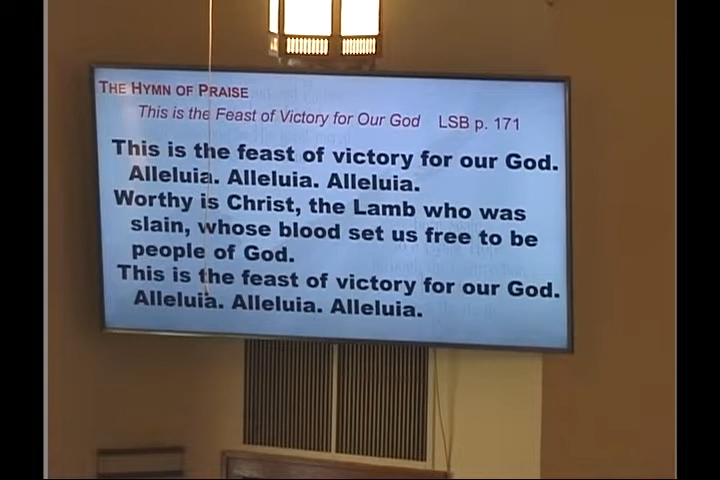 THE HYMN OF PRAISE
This is the Feast of Victory for Our God LSB p. 171
This is the feast of victory for our God.
Alleluia. Alleluia. Alleluia.
Worthy is Christ, the Lamb who was
slain, whose blood set us free to be
people of God.
This is the feast of victory for our God.
Alleluia. Alleluia. Alleluia.